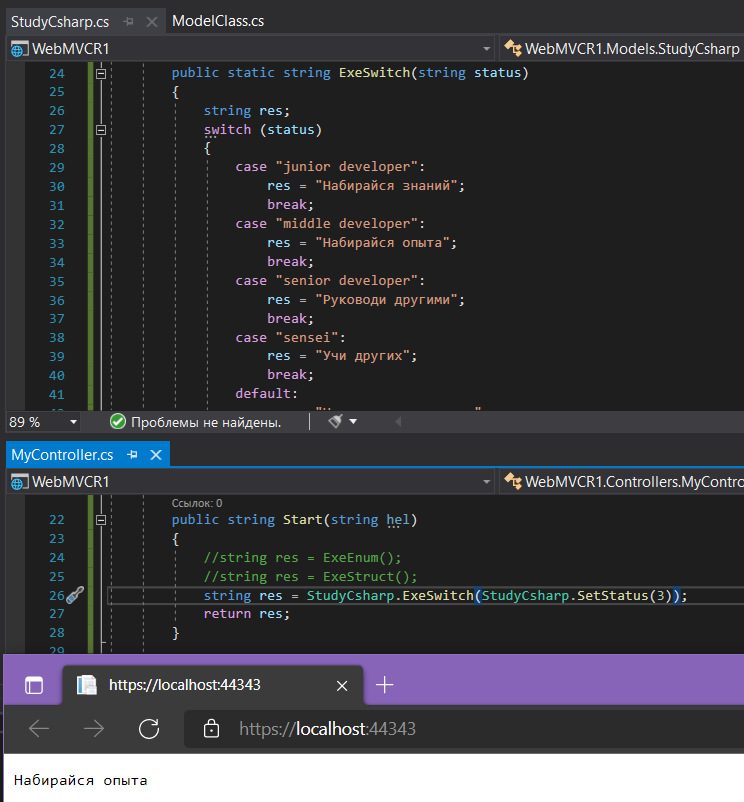 StudyCsharp.cs ModelClass.cs
WebMVCR1 WebMVCR1.Models.StudyCsharp
24 public static string ExeSwitch(string status)
25 {
26 string res;
27 switch (status)
28 {
29 case "junior developer":
30 res = "Набирайся знаний";
31 break;
32 case "middle developer":
33 res = "Набирайся опыта";
34 break;
35 case "senior developer":
36 res = "Руководи другими";
37 break;
38 case "sensei":
39 res = "Учи других";
40 break;
41 default:
89 % Проблемы не найдены.
MyController.cs
WebMVCR1 WebMVCR1.Controllers.MyContro
Ссылок: 0
22 public string Start(string hel)
23 {
24 //string res = ExeEnum();
25 //string res = ExeStruct();
26 string res = StudyCsharp.ExeSwitch(StudyCsharp.SetStatus(3));
27 return res;
28 }
29
https://localhost:44343
https://localhost:44343
Набирайся опыта